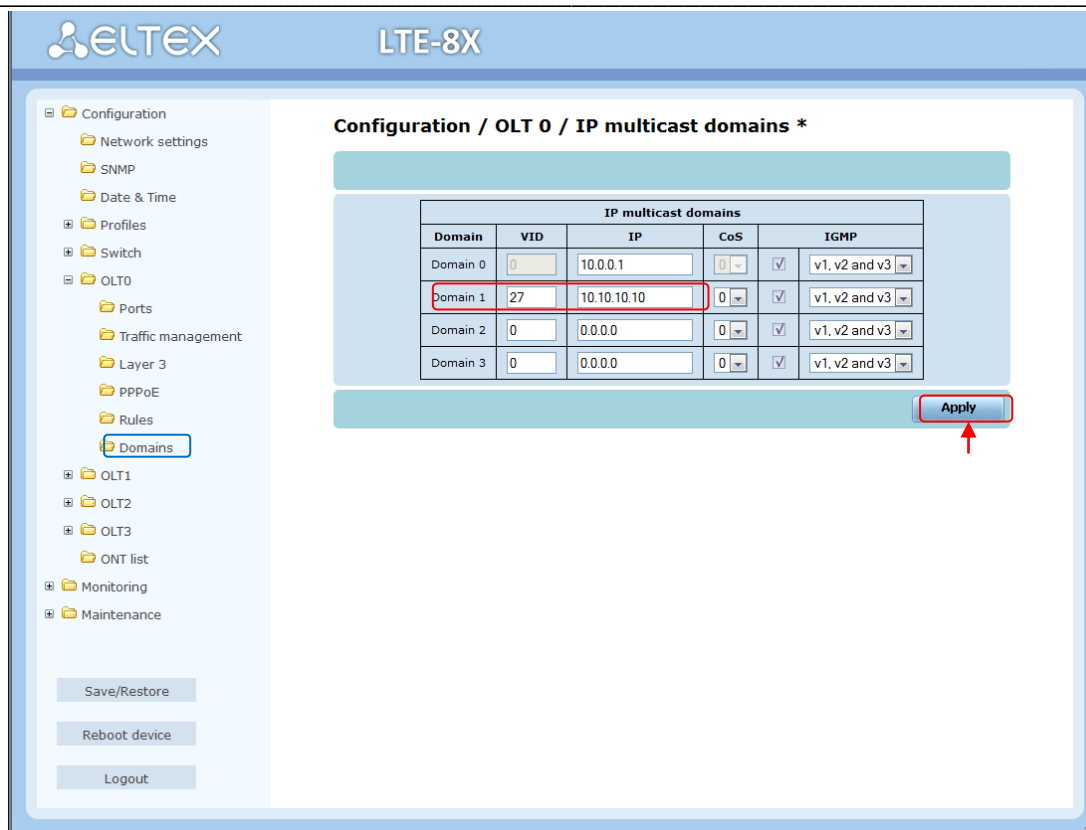 ELTEX LTE-8X
Configuration
Network settings
SNMP
Date & Time
Profiles
Switch
OLT0
Ports
Traffic management
Layer 3
PPPoE
Rules
Domains
OLT1
OLT2
OLT3
ONT list
Monitoring
Maintenance
Save/Restore
Reboot device
Logout
Configuration / OLT 0 / IP multicast domains *
IP multicast domains
Domain VID IP CoS IGMP
Domain 0 0 10.0.0.1 0 v1, v2 and v3
Domain 1 27 10.10.10.10 0 v1, v2 and v3
Domain 2 0 0.0.0.0 0 v1, v2 and v3
Domain 3 0 0.0.0.0 0 v1, v2 and v3
Apply